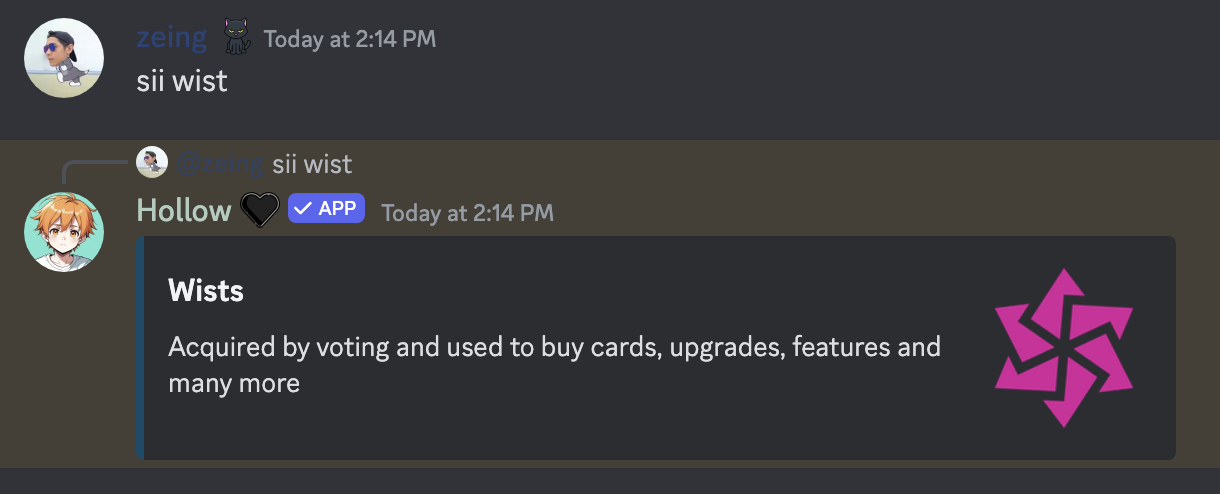 zeing Today at 2:14 PM
sii wist
@zeing sii wist
Hollow APP Today at 2:14 PM
Wists
Acquired by voting and used to buy cards, upgrades, features and
many more